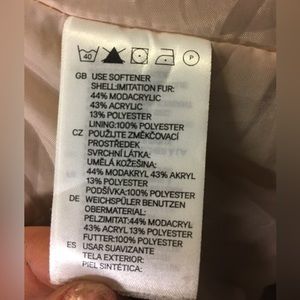 40 P
GB USE SOFTENER
SHELL:IMITATION FUR:
44% MODACRYLIC
43% ACRYLIC
13% POLYESTER
LINING:100% POLYESTER
CZ POUŽIJTE ZMĚKČOVACÍ
PROSTŘEDEK
SVRCHNÍ LÁTKA:
UMĚLÁ KOŽEŠINA:
44% MODAKRYL 43% AKRYL
13% POLYESTER
PODŠÍVKA:100% POLYESTER
DE WEICHSPÜLER BENUTZEN
OBERMATERIAL:
PELZIMITAT:44% MODACRYL
43% ACRYL 13% POLYESTER
FUTTER:100% POLYESTER
ES USAR SUAVIZANTE
TELA EXTERIOR:
PIEL SINTÉTICA: